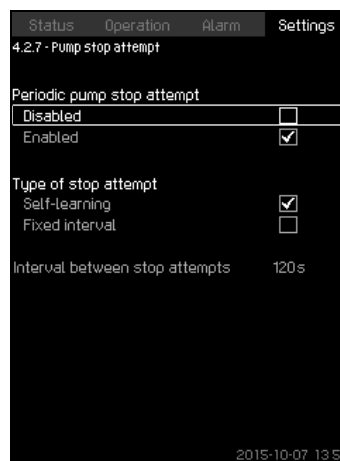 Status Operation Alarm Settings
4.2.7 - Pump stop attempt
Periodic pump stop attempt
Disabled
Enabled
Type of stop attempt
Self-learning
Fixed interval
Interval between stop attempts 120s
2015-10-07 13:5